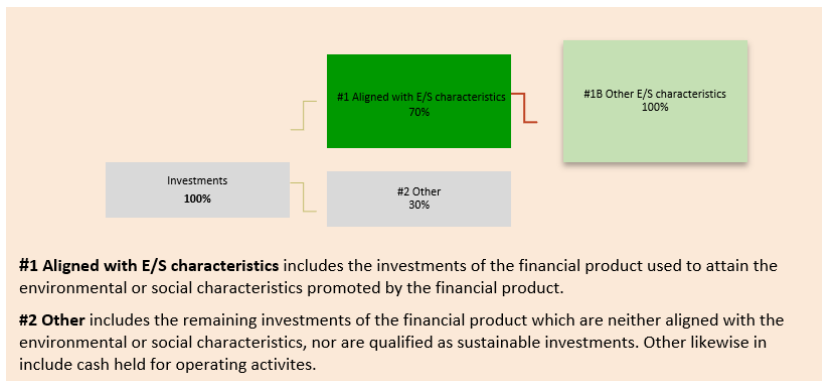 #1 Aligned with E/S characteristics
70%
#1B Other E/S characteristics
100%
Investments
100%
#2 Other
30%
#1 Aligned with E/S characteristics includes the investments of the financial product used to attain the
environmental or social characteristics promoted by the financial product.
#2 Other includes the remaining investments of the financial product which are neither aligned with the
environmental or social characteristics, nor are qualified as sustainable investments. Other likewise in
include cash held for operating activites.